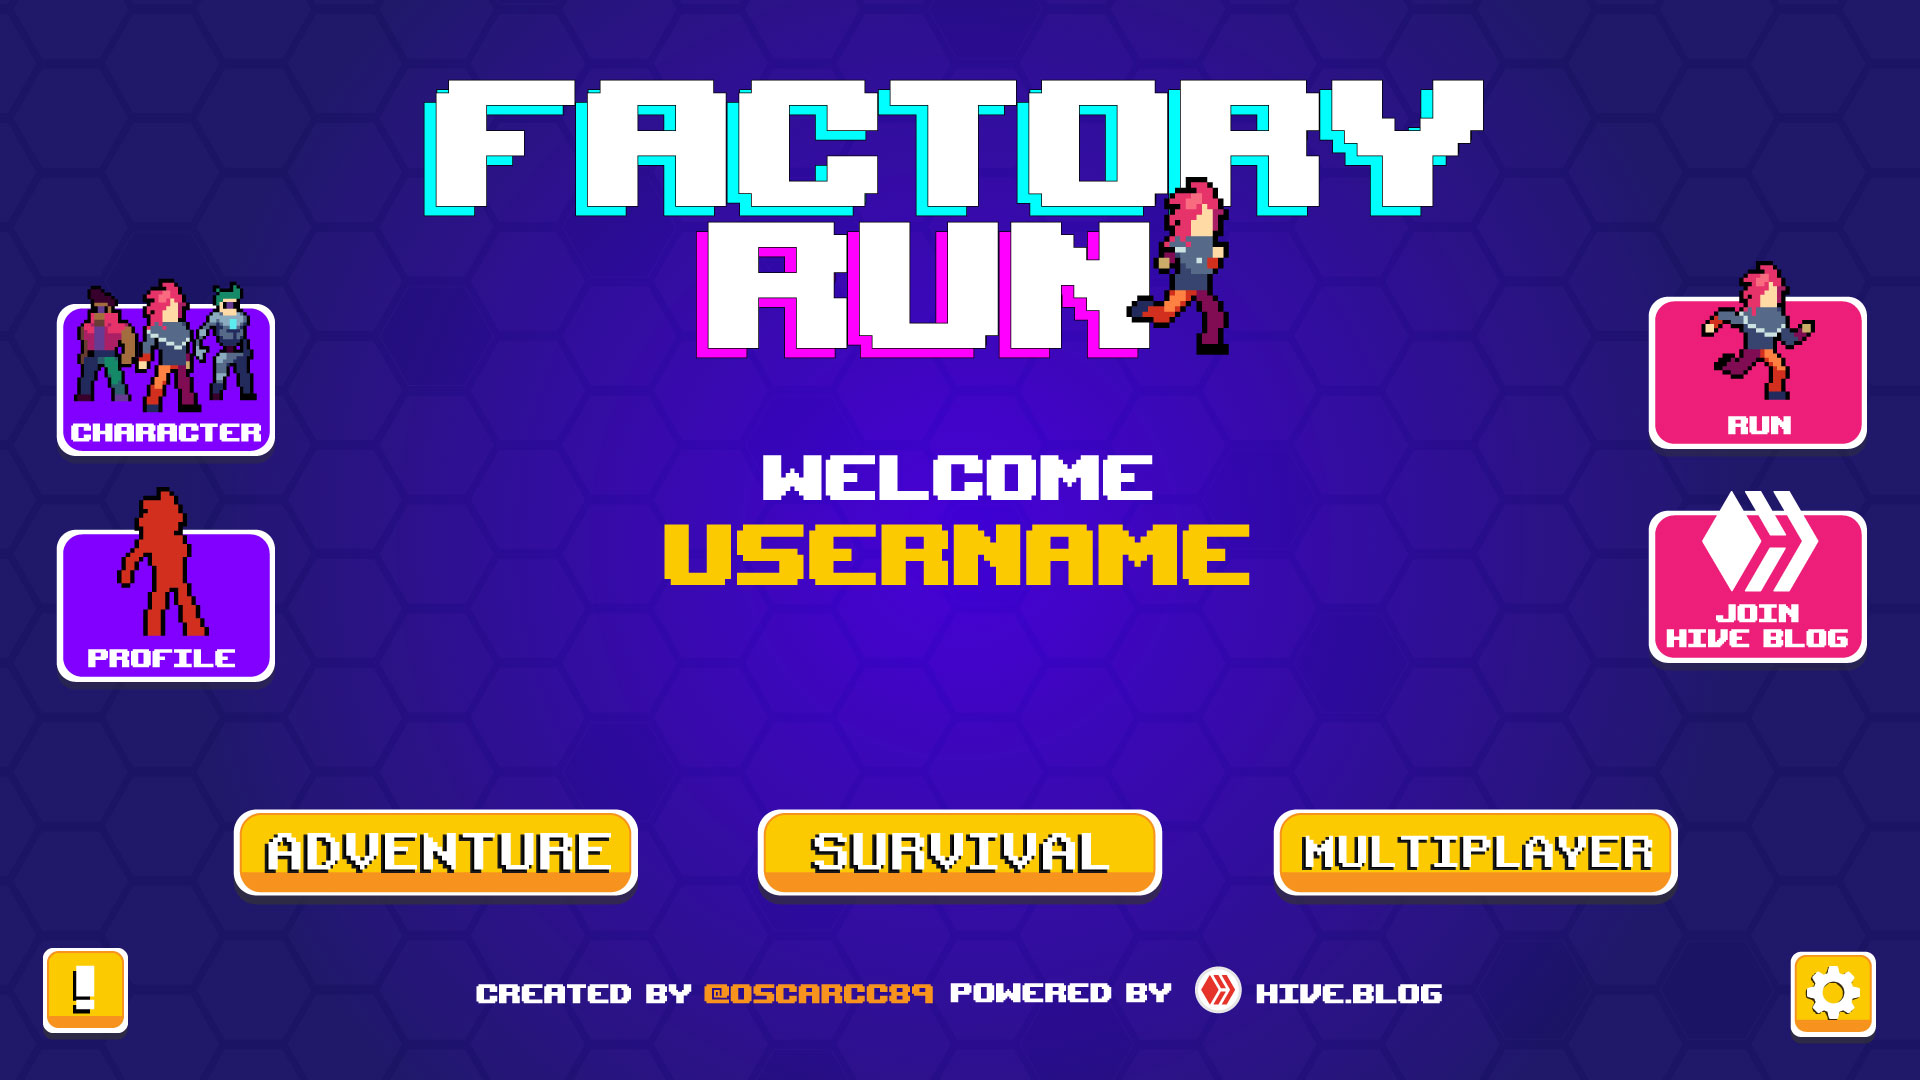 FACTORY
RUN
CHARACTER
RUN
WELCOME
USERNAME
PROFILE
JOIN
HIVE BLOG
ADVENTURE
SURVIVAL
MULTIPLAYER
!
CREATED BY @OSCARCC89 POWERED BY HIVE.BLOG